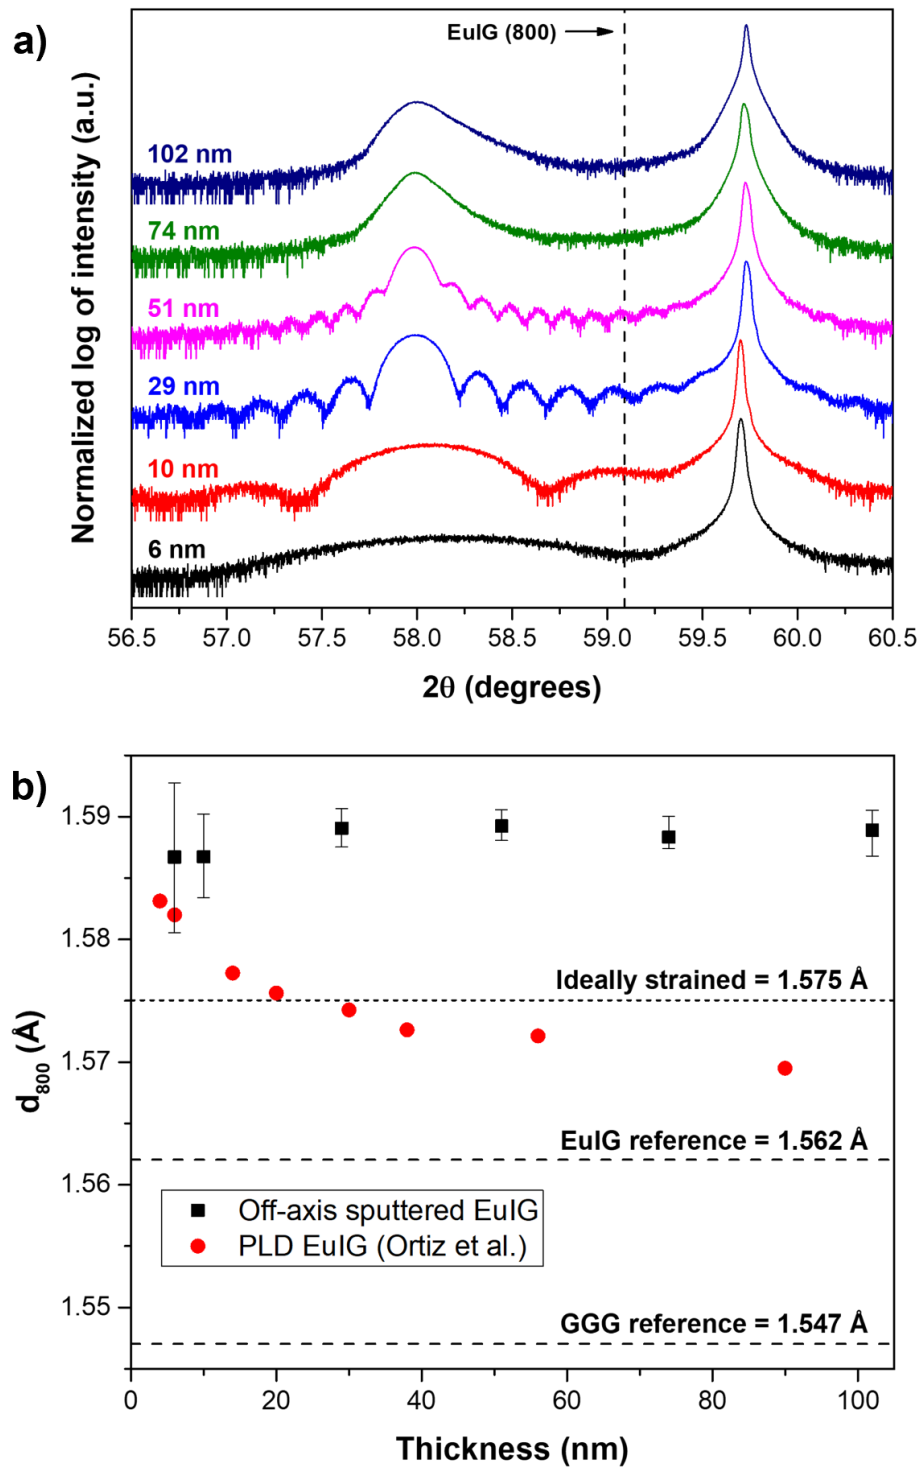 a)
EuIG (800)
Normalized log of intensity (a.u.)
102 nm
74 nm
51 nm
29 nm
10 nm
6 nm
56.5 57.0 57.5 58.0 58.5 59.0 59.5 60.0 60.5
2θ (degrees)
b)
1.59
1.58
Ideally strained = 1.575 Å
d800 (Å)
1.57
EuIG reference = 1.562 Å
1.56
Off-axis sputtered EuIG
PLD EuIG (Ortiz et al.)
1.55
GGG reference = 1.547 Å
0 20 40 60 80 100
Thickness (nm)